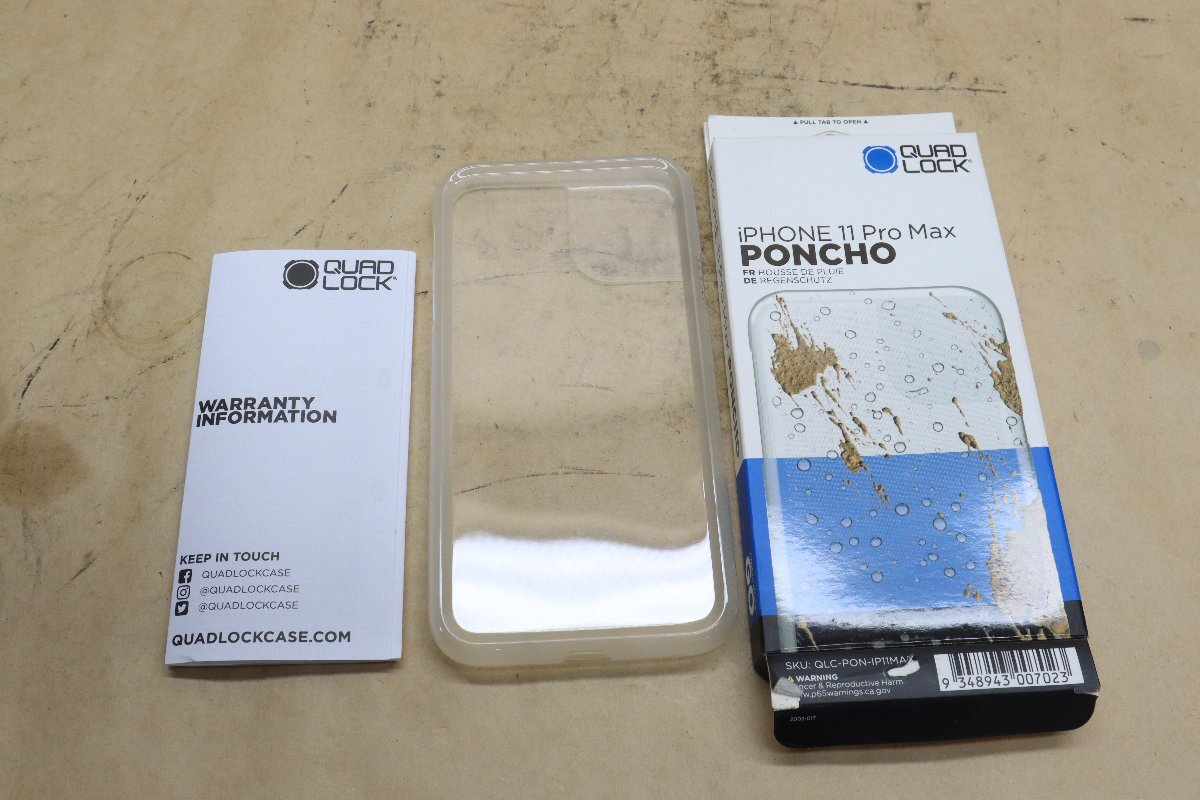 QUAD
LOCK®
WARRANTY
INFORMATION
KEEP IN TOUCH
QUADLOCKCASE
@QUADLOCKCASE
@QUADLOCKCASE
QUADLOCKCASE.COM
▲ PULL TAB TO OPEN ▲
QUAD
LOCK®
iPHONE 11 Pro Max
PONCHO
FR HOUSSE DE PLUIE
DE REGENSCHUTZ
SKU: QLC-PON-IP11MAX
WARNING
Cancer & Reproductive Harm
www.p65warnings.ca.gov
9 348943 007023
2002-017